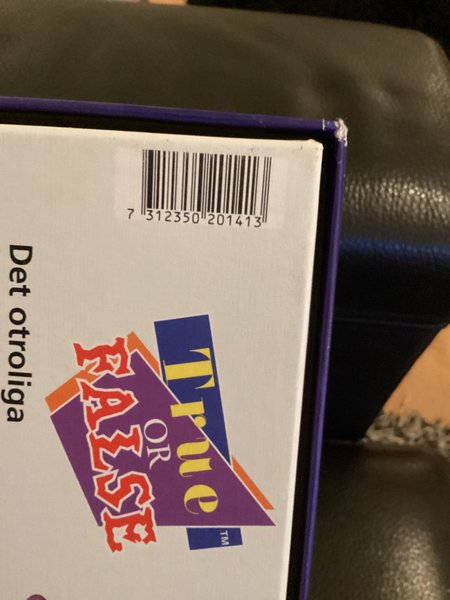 7 312350 201413
True
OR
FALSE
TM
Det otroliga